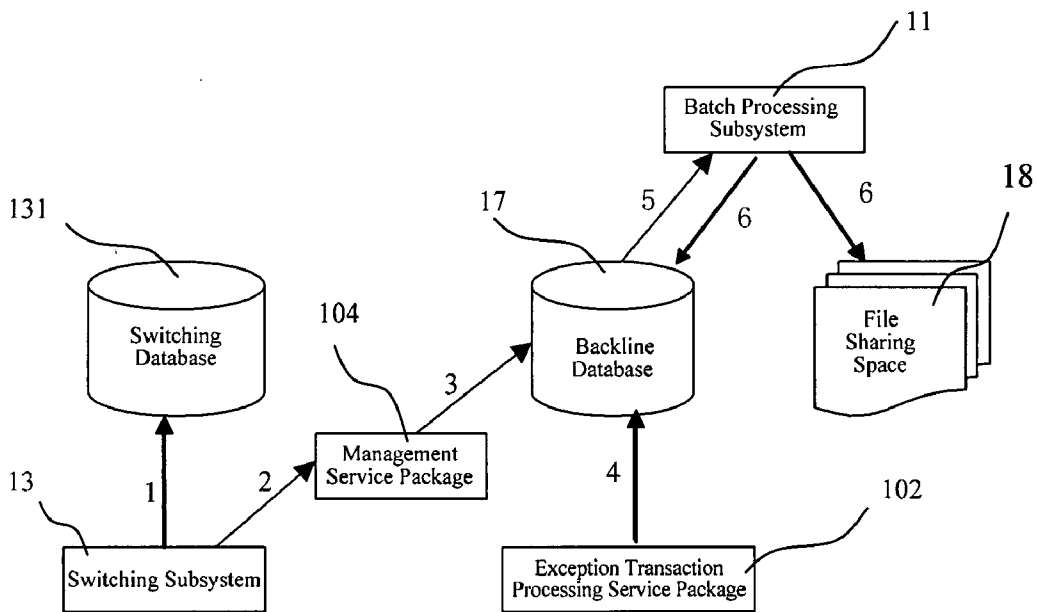 11
Batch Processing
Subsystem
131
17
5
6
6
18
Switching
Database
104
Backline
Database
File
Sharing
Space
3
Management
Service Package
13
1
2
4
102
Switching Subsystem
Exception Transaction
Processing Service Package